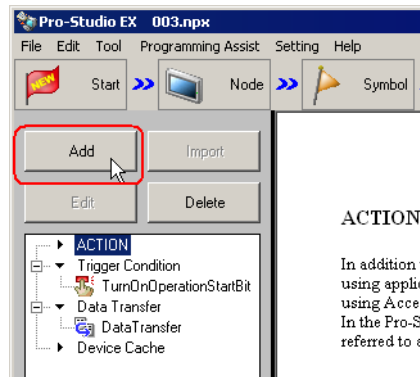 Pro-Studio EX   003.npx
File Edit Tool Programming Assist Setting Help
NEW Start Node Symbol
Add Import
Edit Delete
ACTION
Trigger Condition
TurnOnOperationStartBit
Data Transfer
DataTransfer
Device Cache
ACTION
In addition
using appli
using Acce
In the Pro-S
referred to a